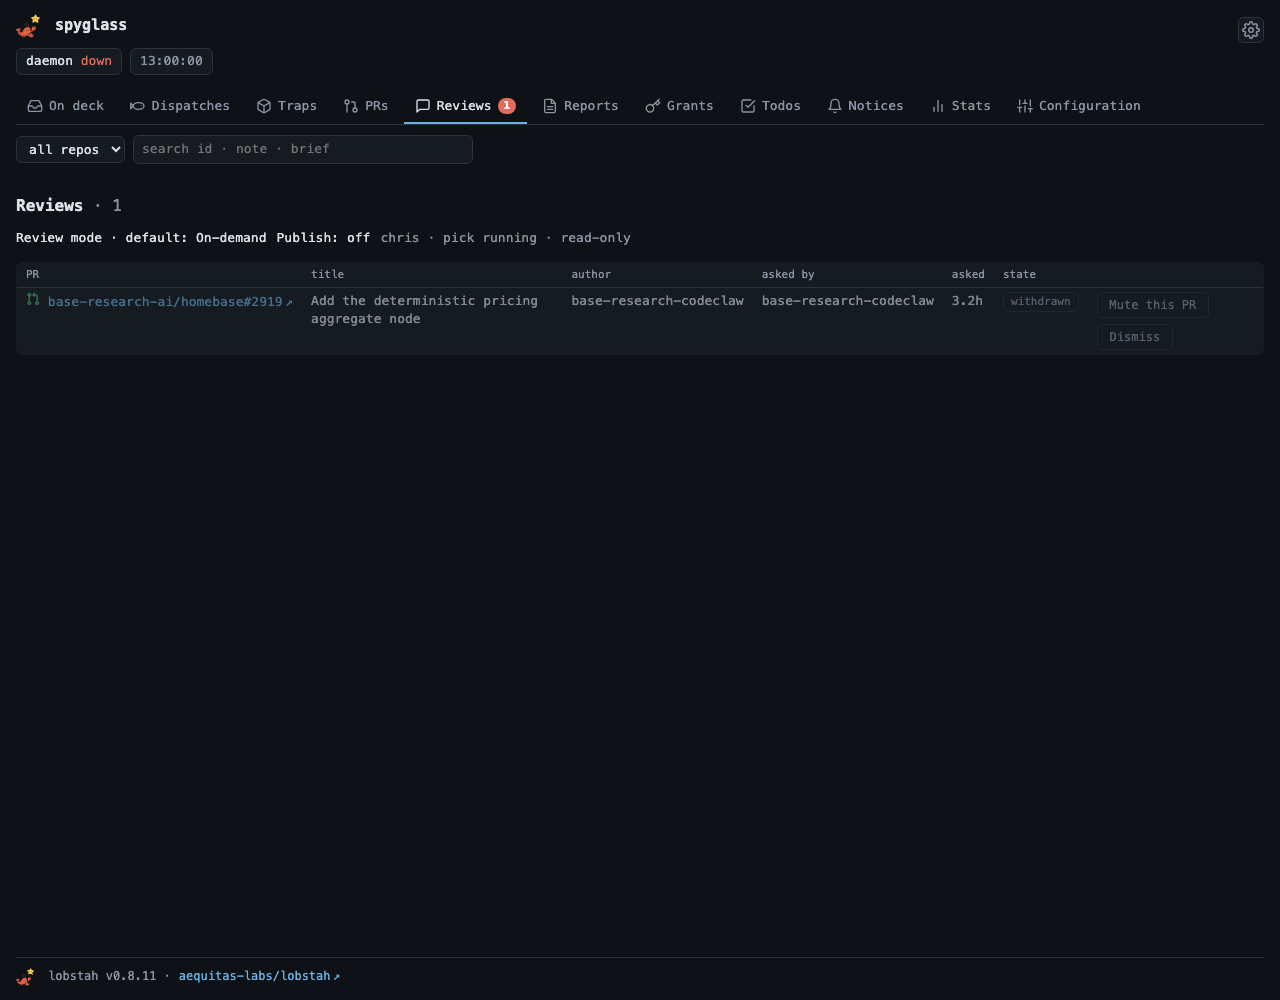 spyglass
daemon down 13:00:00
On deck Dispatches Traps PRs Reviews 1 Reports Grants Todos Notices Stats Configuration
all repos search id · note · brief
Reviews · 1
Review mode · default: On-demand Publish: off chris · pick running · read-only
PR title author asked by asked state
base-research-ai/homebase#2919↗ Add the deterministic pricing base-research-codeclaw base-research-codeclaw 3.2h withdrawn Mute this PR
aggregate node
Dismiss
lobstah v0.8.11 · aequitas-labs/lobstah↗